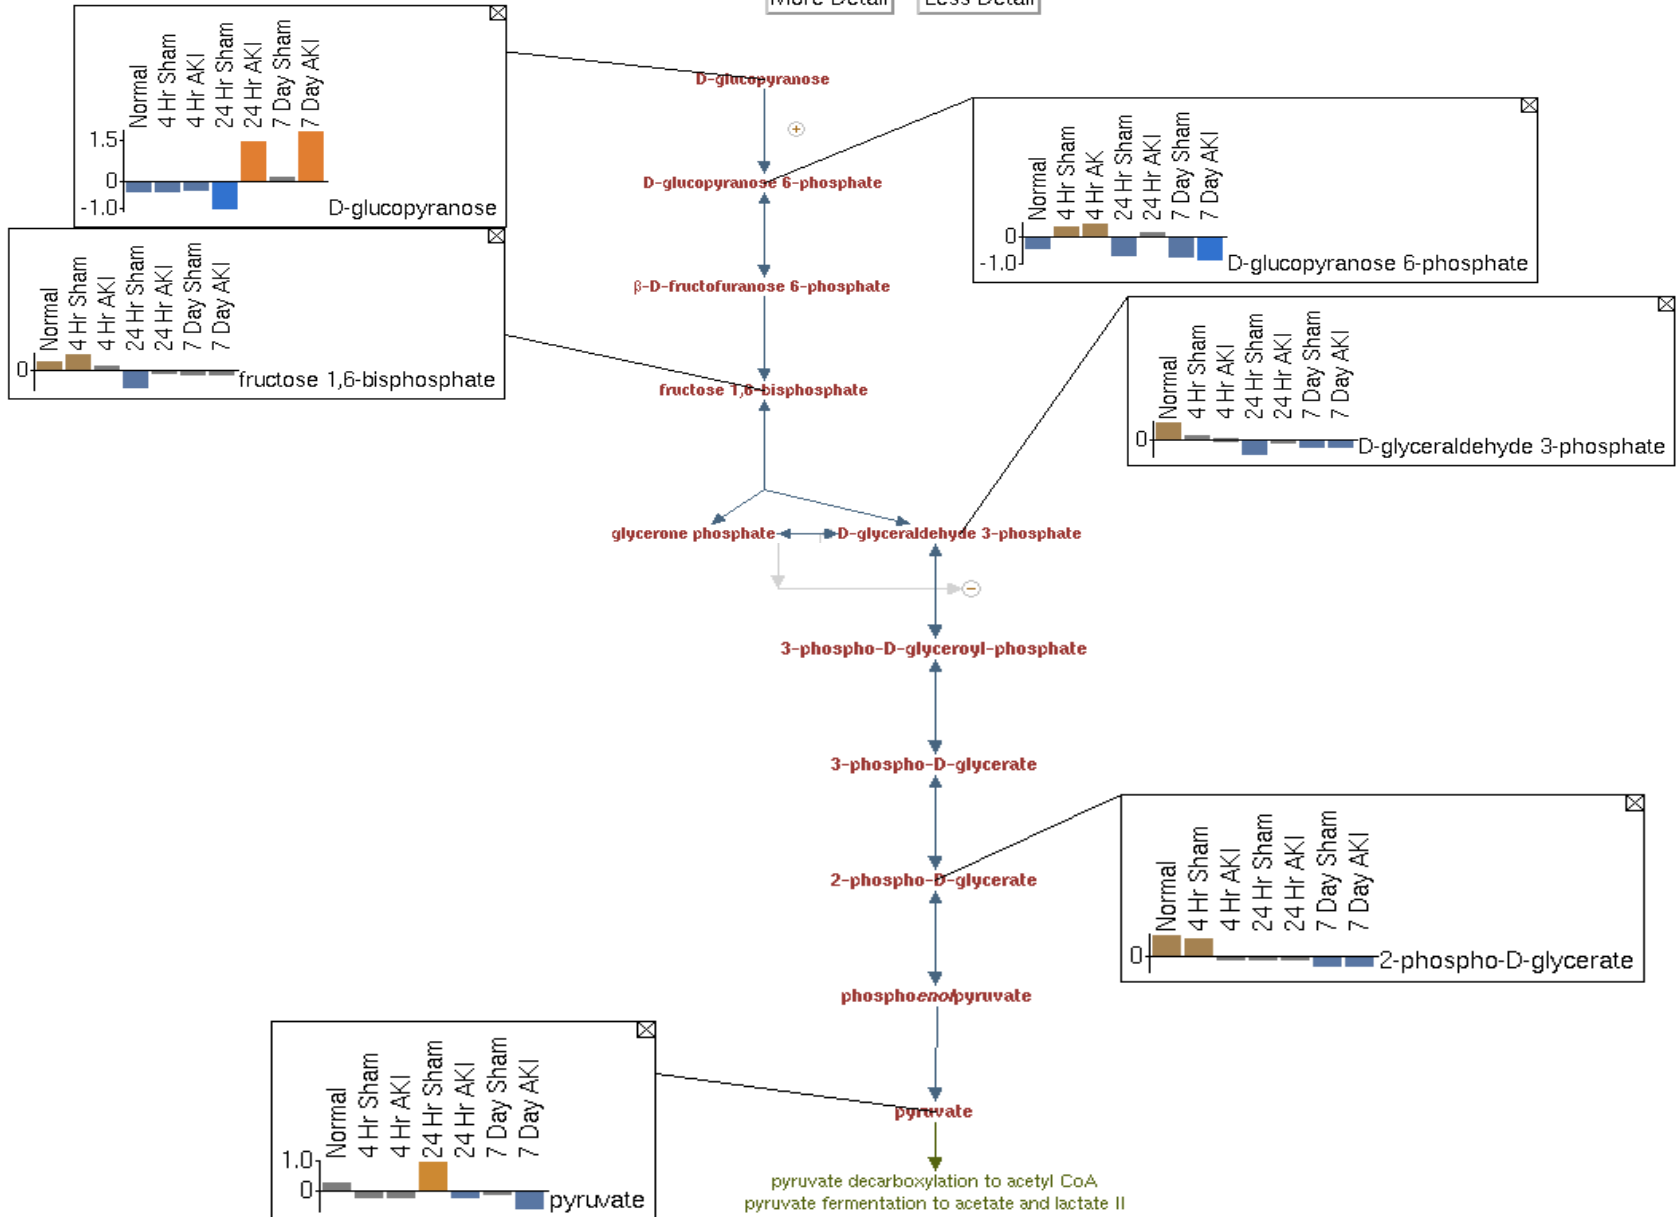 More Detail
Less Detail
Normal
4 Hr Sham
4 Hr AKI
24 Hr Sham
24 Hr AKI
7 Day Sham
7 Day AKI
1.5
0
-1.0
D-glucopyranose
D-glucopyranose
+
Normal
4 Hr Sham
4 Hr AK
24 Hr Sham
24 Hr AKI
7 Day Sham
7 Day AKI
0
-1.0
D-glucopyranose 6-phosphate
D-glucopyranose 6-phosphate
Normal
4 Hr Sham
4 Hr AKI
24 Hr Sham
24 Hr AKI
7 Day Sham
7 Day AKI
0
fructose 1,6-bisphosphate
β-D-fructofuranose 6-phosphate
fructose 1,6-bisphosphate
Normal
4 Hr Sham
4 Hr AKI
24 Hr Sham
24 Hr AKI
7 Day Sham
7 Day AKI
0
D-glyceraldehyde 3-phosphate
glycerone phosphate
D-glyceraldehyde 3-phosphate
−
3-phospho-D-glyceroyl-phosphate
3-phospho-D-glycerate
2-phospho-D-glycerate
Normal
4 Hr Sham
4 Hr AKI
24 Hr Sham
24 Hr AKI
7 Day Sham
7 Day AKI
0
2-phospho-D-glycerate
phosphoenolpyruvate
Normal
4 Hr Sham
4 Hr AKI
24 Hr Sham
24 Hr AKI
7 Day Sham
7 Day AKI
1.0
0
pyruvate
pyruvate
pyruvate decarboxylation to acetyl CoA
pyruvate fermentation to acetate and lactate II